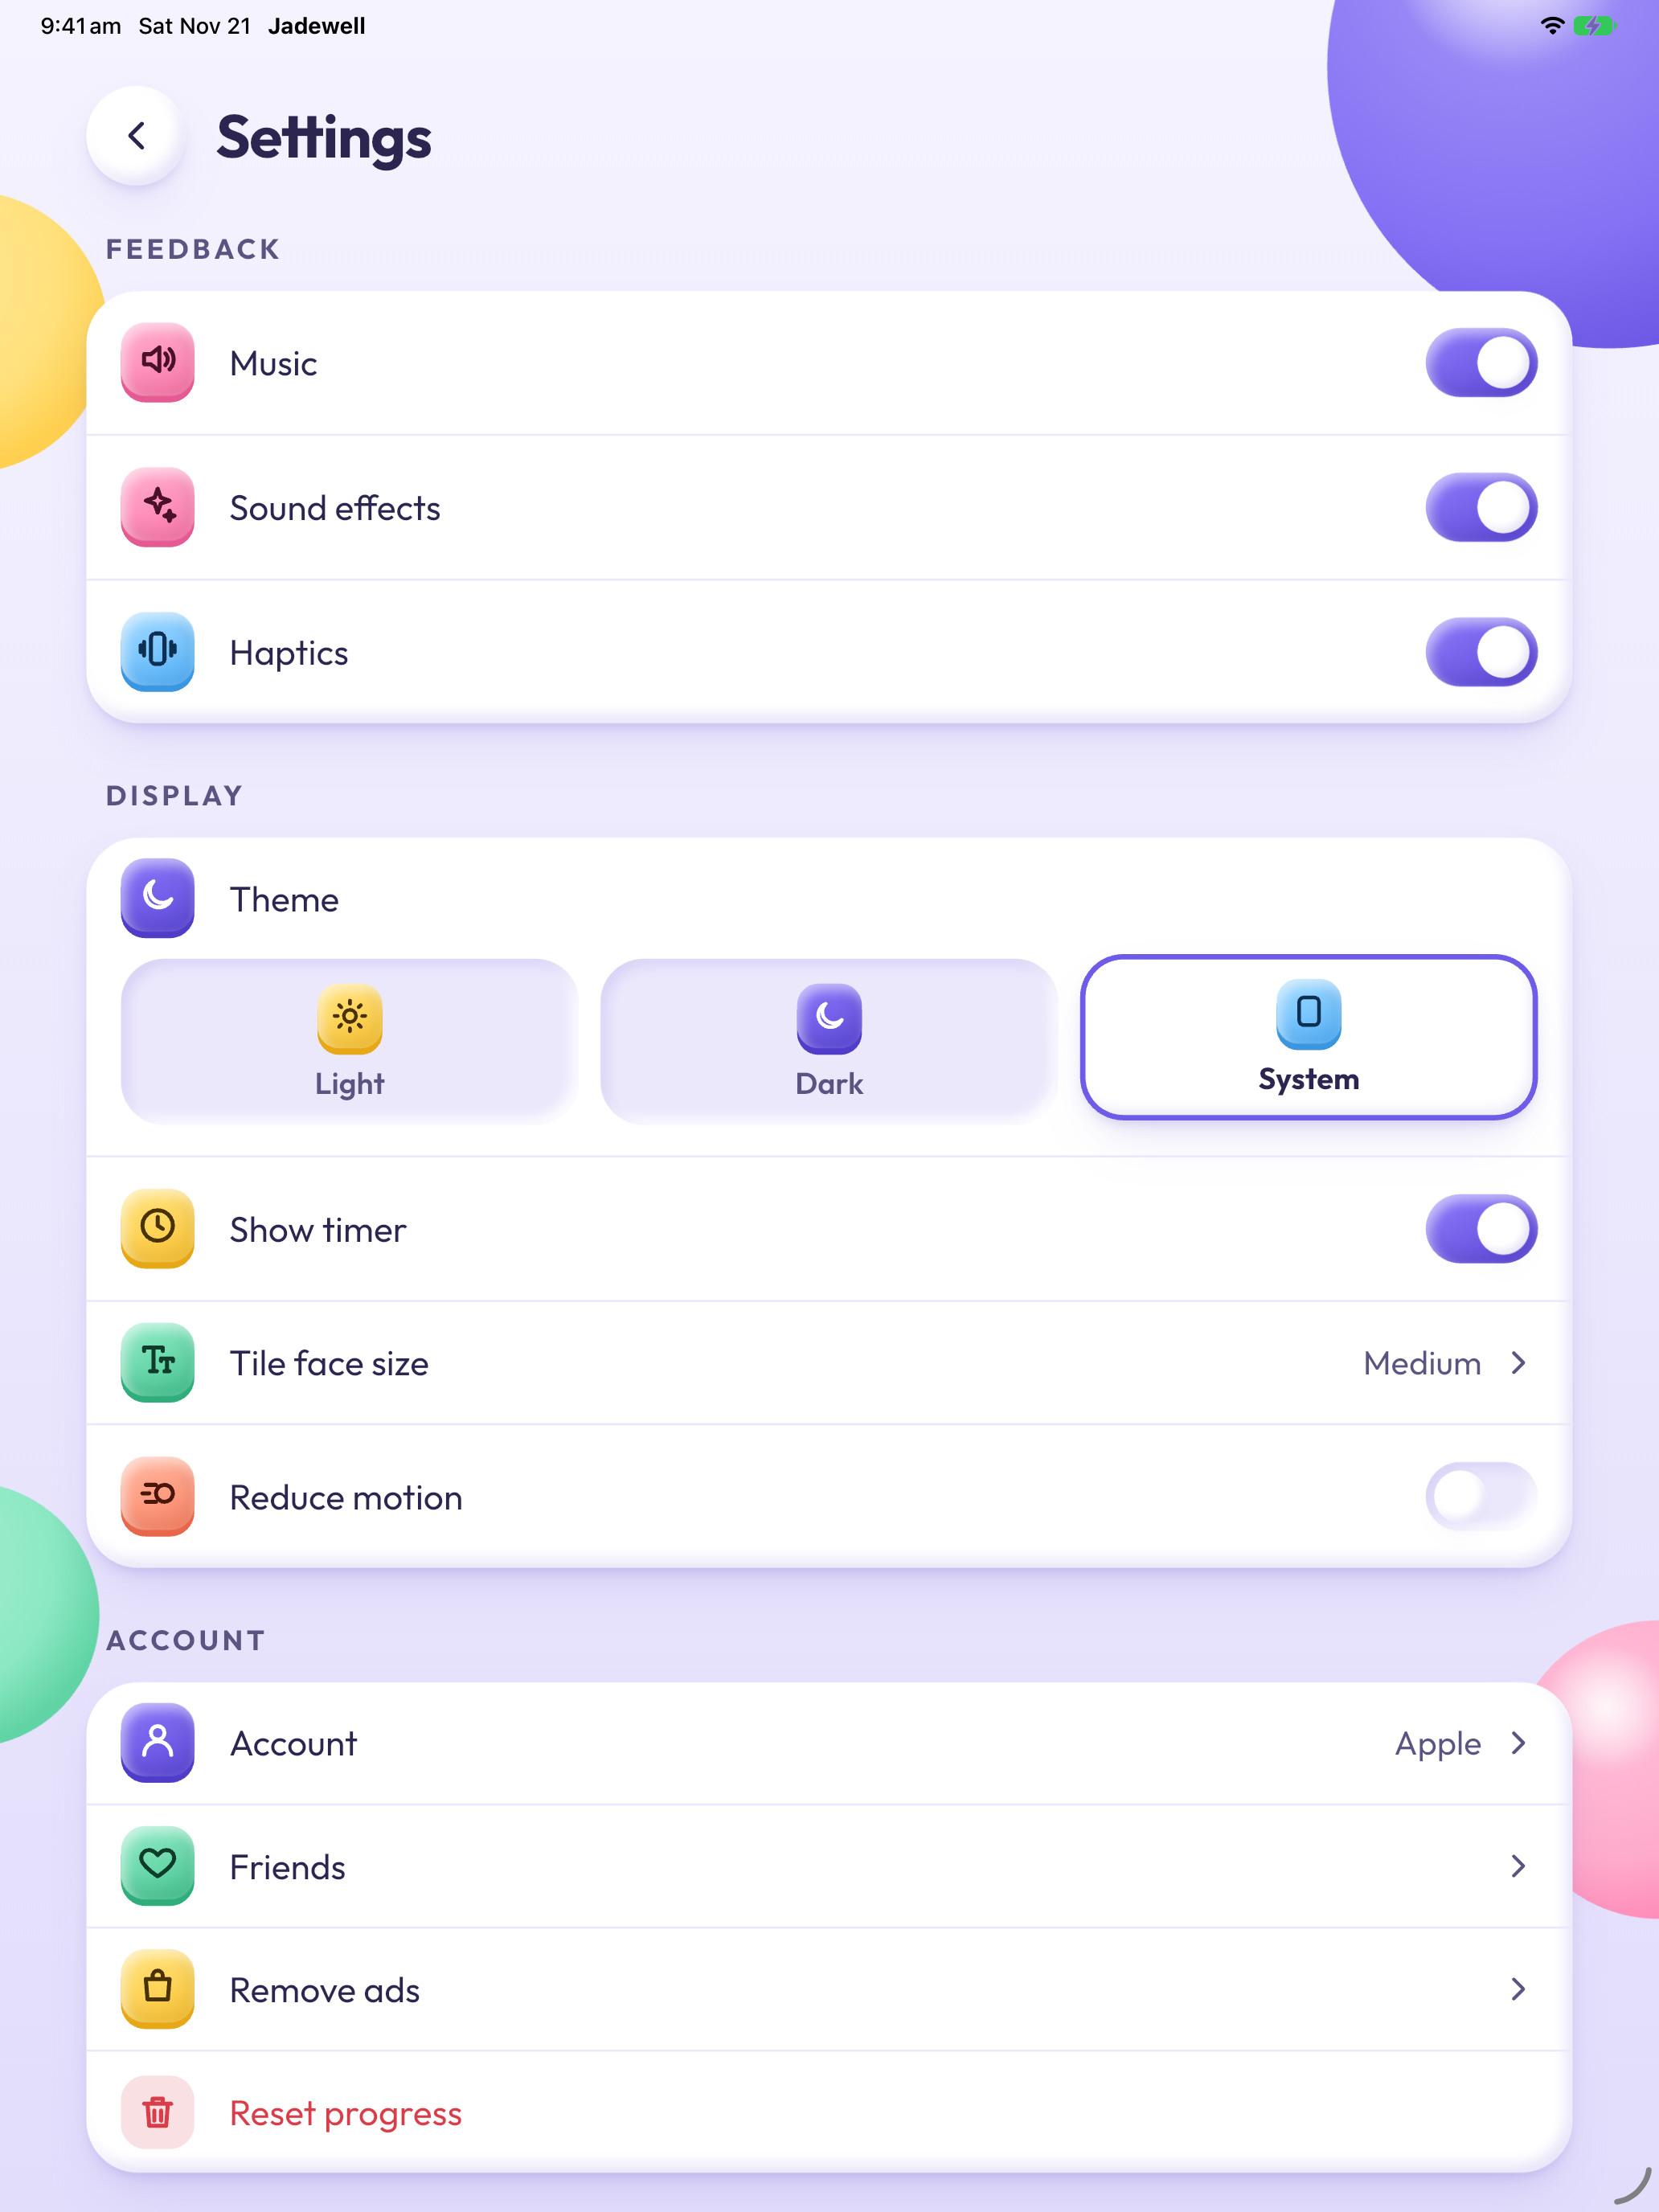 9:41 am Sat Nov 21 Jadewell
Settings
FEEDBACK
Music
Sound effects
Haptics
DISPLAY
Theme
Light
Dark
System
Show timer
Tile face size
Medium
Reduce motion
ACCOUNT
Account
Apple
Friends
Remove ads
Reset progress